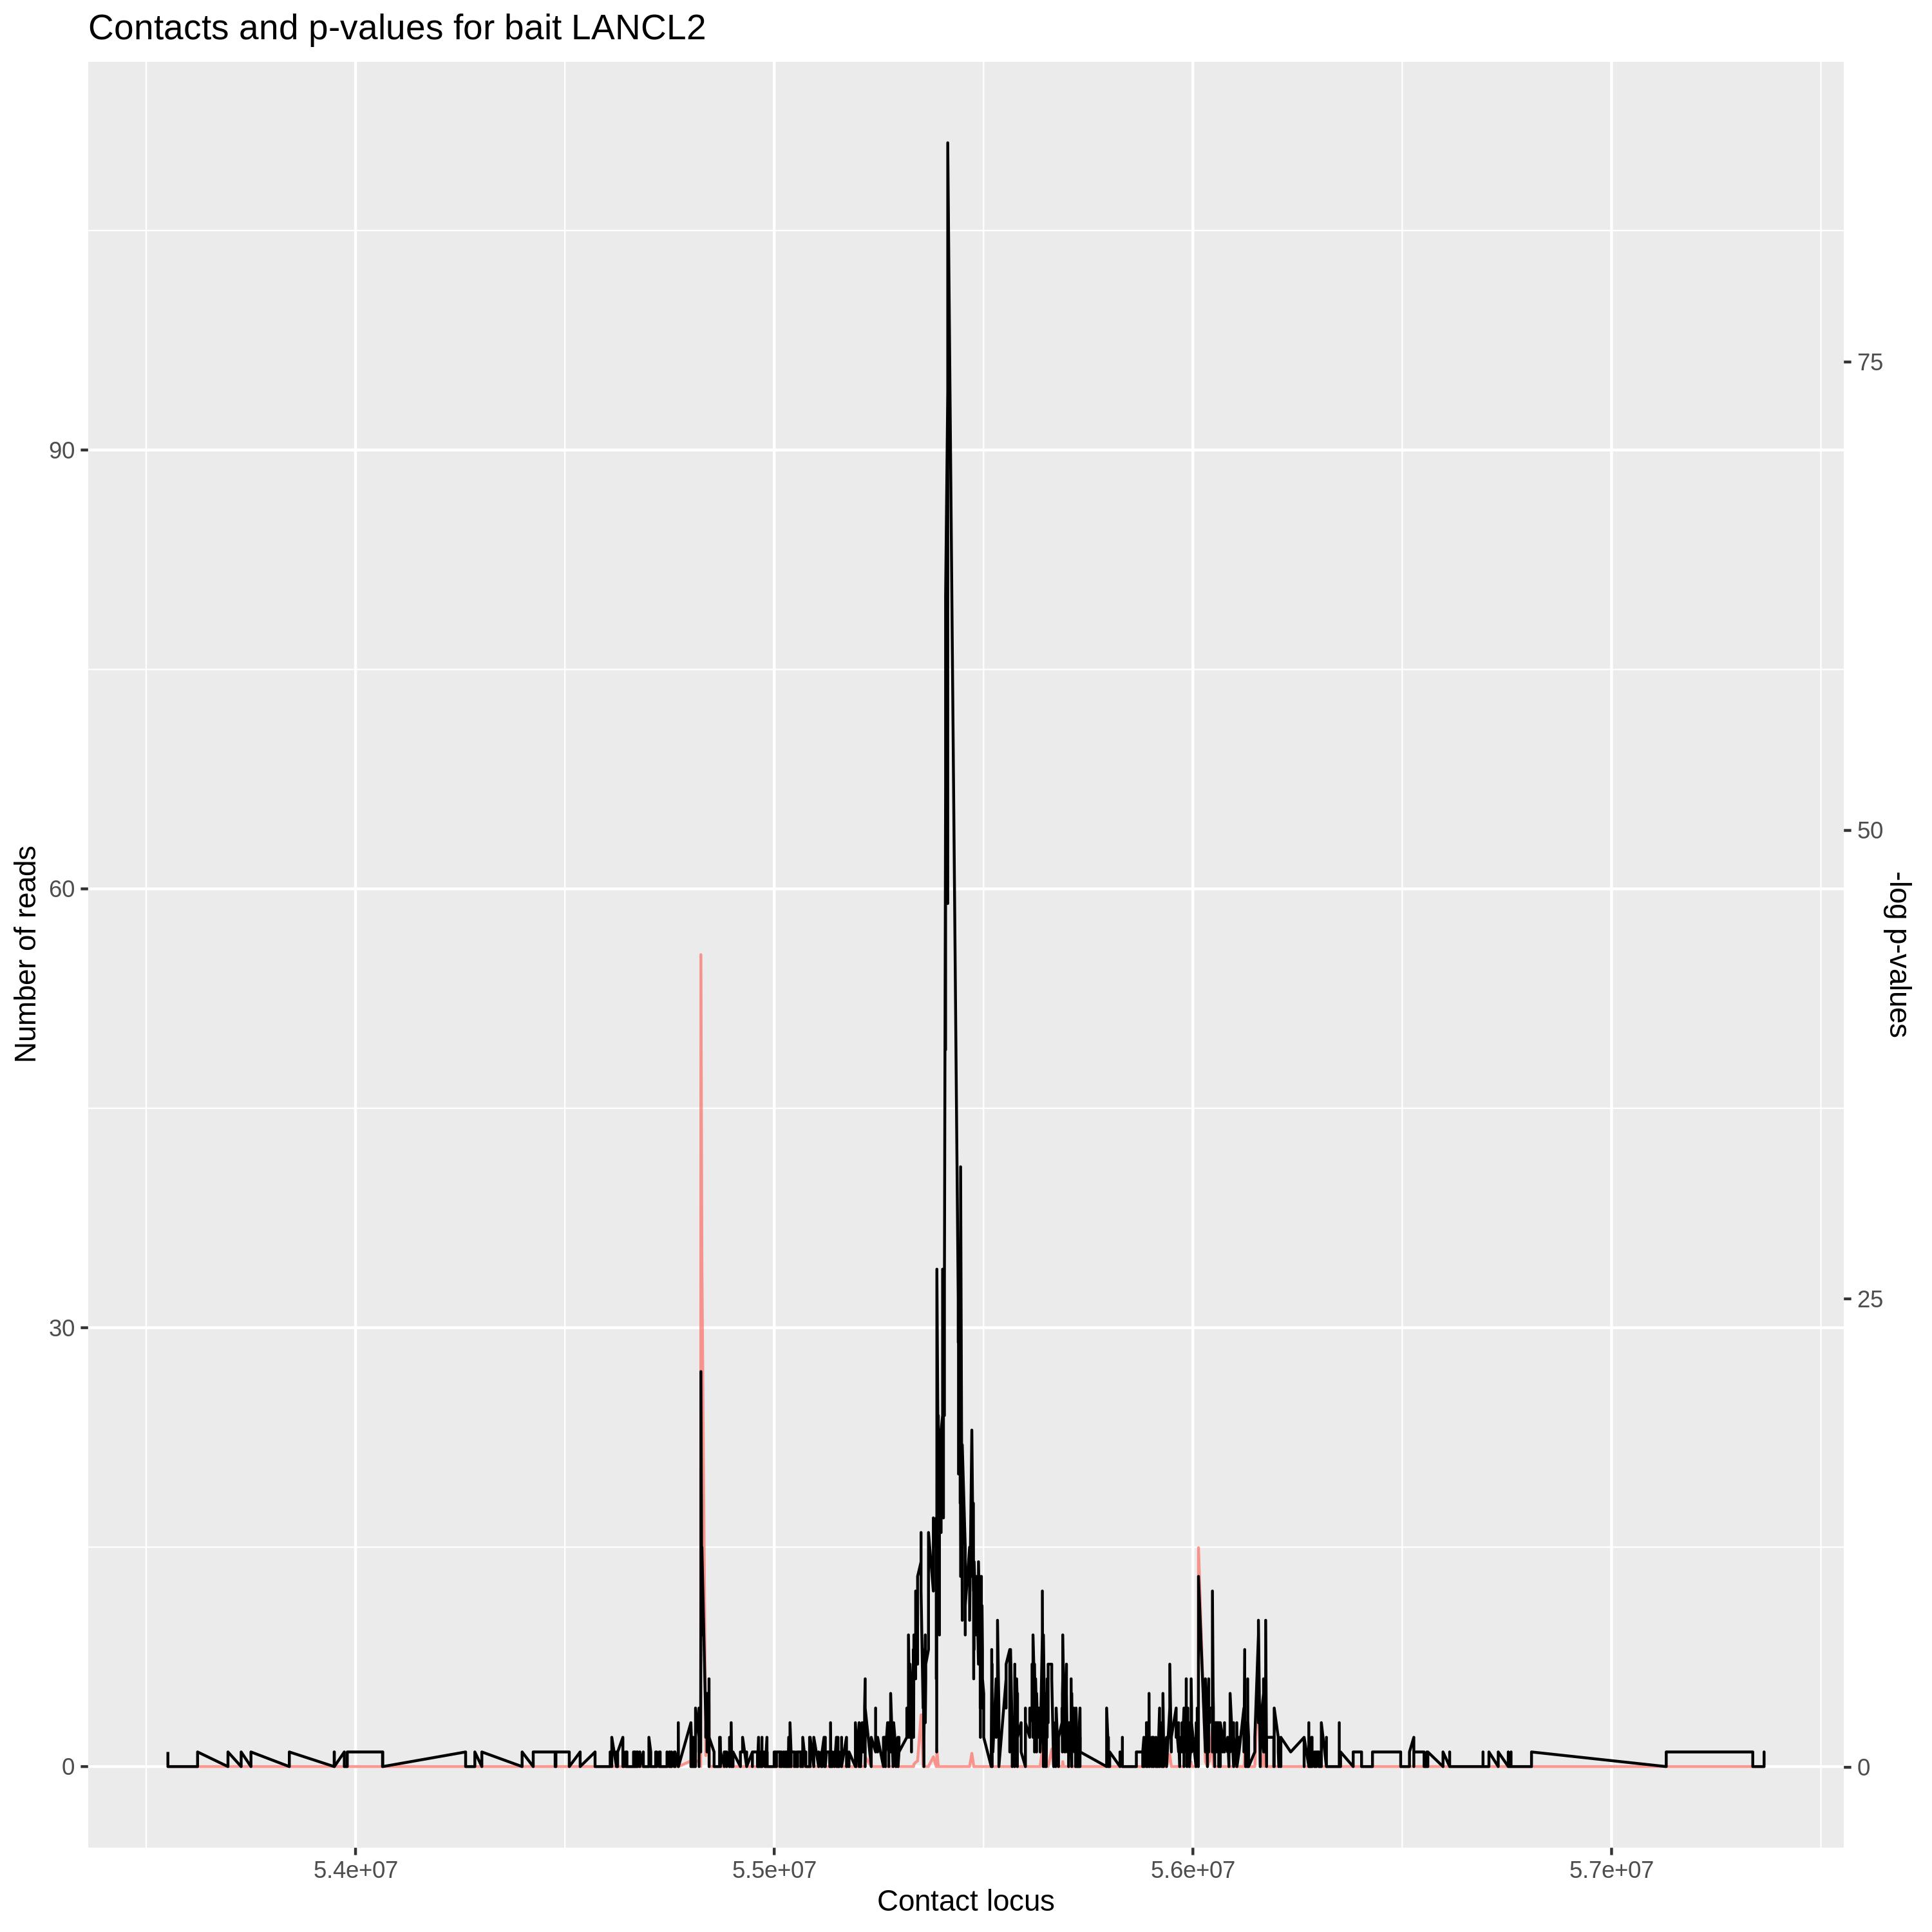 Contacts and p-values for bait LANCL2
90
60
30
0
75
50
25
0
Number of reads
-log p-values
5.4e+07 5.5e+07 5.6e+07 5.7e+07
Contact locus